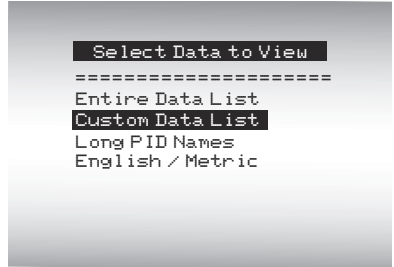 Select Data to View
=====================
Entire Data List
Custom Data List
Long PID Names
English / Metric